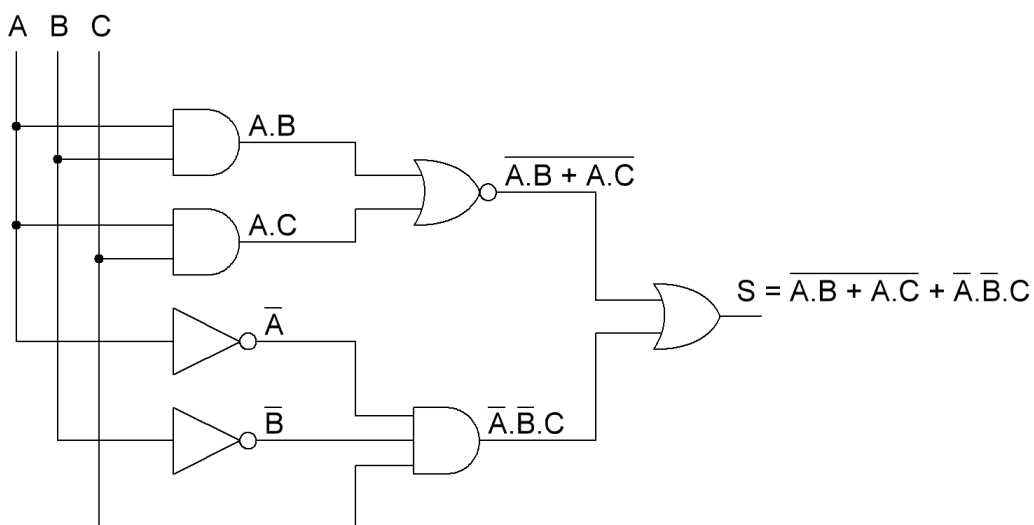 A B C
A.B
A.B + A.C
A.C
S = A.B + A.C + A.B.C
A
B
A.B.C